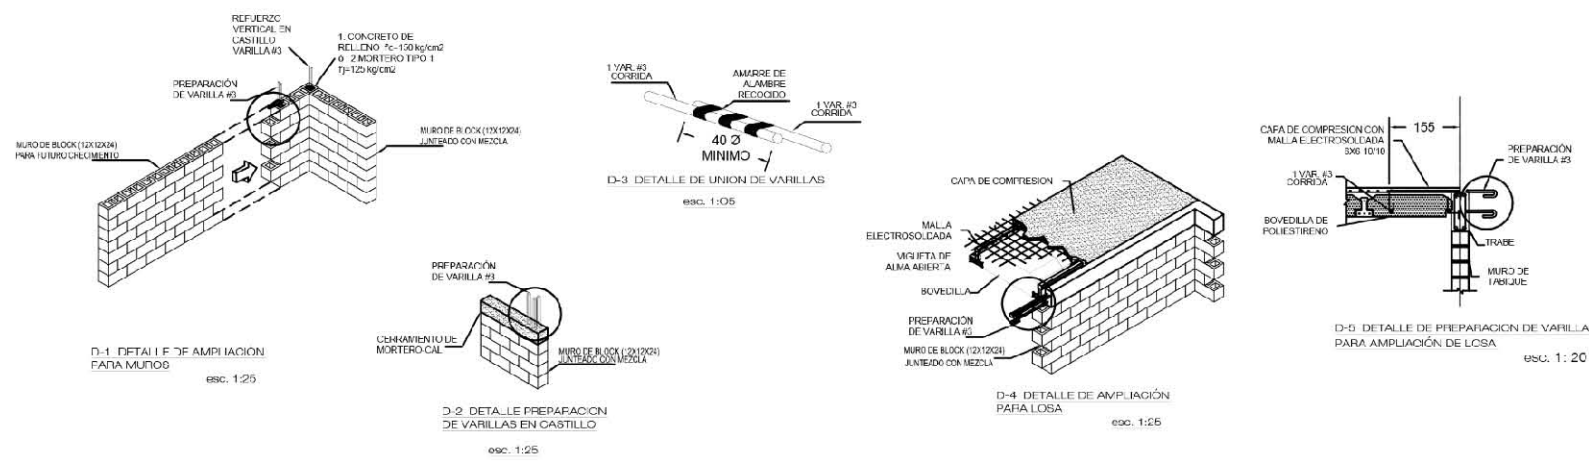 REFUERZO
VERTICAL EN
CASTILLO
VARILLA #3
1. CONCRETO DE
RELLENO f'c=150 kg/cm2
o 2.MORTERO TIPO 1
f'j=125 kg/cm2
PREPARACIÓN
DE VARILLA #3
MURO DE BLOCK (12X12X24)
PARA FUTURO CRECIMIENTO
MURO DE BLOCK (12X12X24)
JUNTEADO CON MEZCLA
D-1 DETALLE DE AMPLIACION
PARA MUROS
esc. 1:25
PREPARACIÓN
DE VARILLA #3
CERRAMIENTO DE
MORTERO-CAL
MURO DE BLOCK (12X12X24)
JUNTEADO CON MEZCLA
D-2 DETALLE PREPARACION
DE VARILLAS EN CASTILLO
esc. 1:25
1 VAR. #3
CORRIDA
AMARRE DE
ALAMBRE
RECOCIDO
1 VAR. #3
CORRIDA
40 Ø
MINIMO
D-3 DETALLE DE UNION DE VARILLAS
esc. 1:05
CAPA DE COMPRESION
MALLA
ELECTROSOLDADA
VIGUETA DE
ALMA ABIERTA
BOVEDILLA
PREPARACIÓN
DE VARILLA #3
MURO DE BLOCK (12X12X24)
JUNTEADO CON MEZCLA
D-4 DETALLE DE AMPLIACIÓN
PARA LOSA
esc. 1:25
CAPA DE COMPRESION CON
MALLA ELECTROSOLDADA
6X6 10/10
155
PREPARACIÓN
DE VARILLA #3
1 VAR. #3
CORRIDA
BOVEDILLA DE
POLIESTIRENO
TRABE
MURO DE
TABIQUE
D-5 DETALLE DE PREPARACION DE VARILLA
PARA AMPLIACIÓN DE LOSA
esc. 1: 20